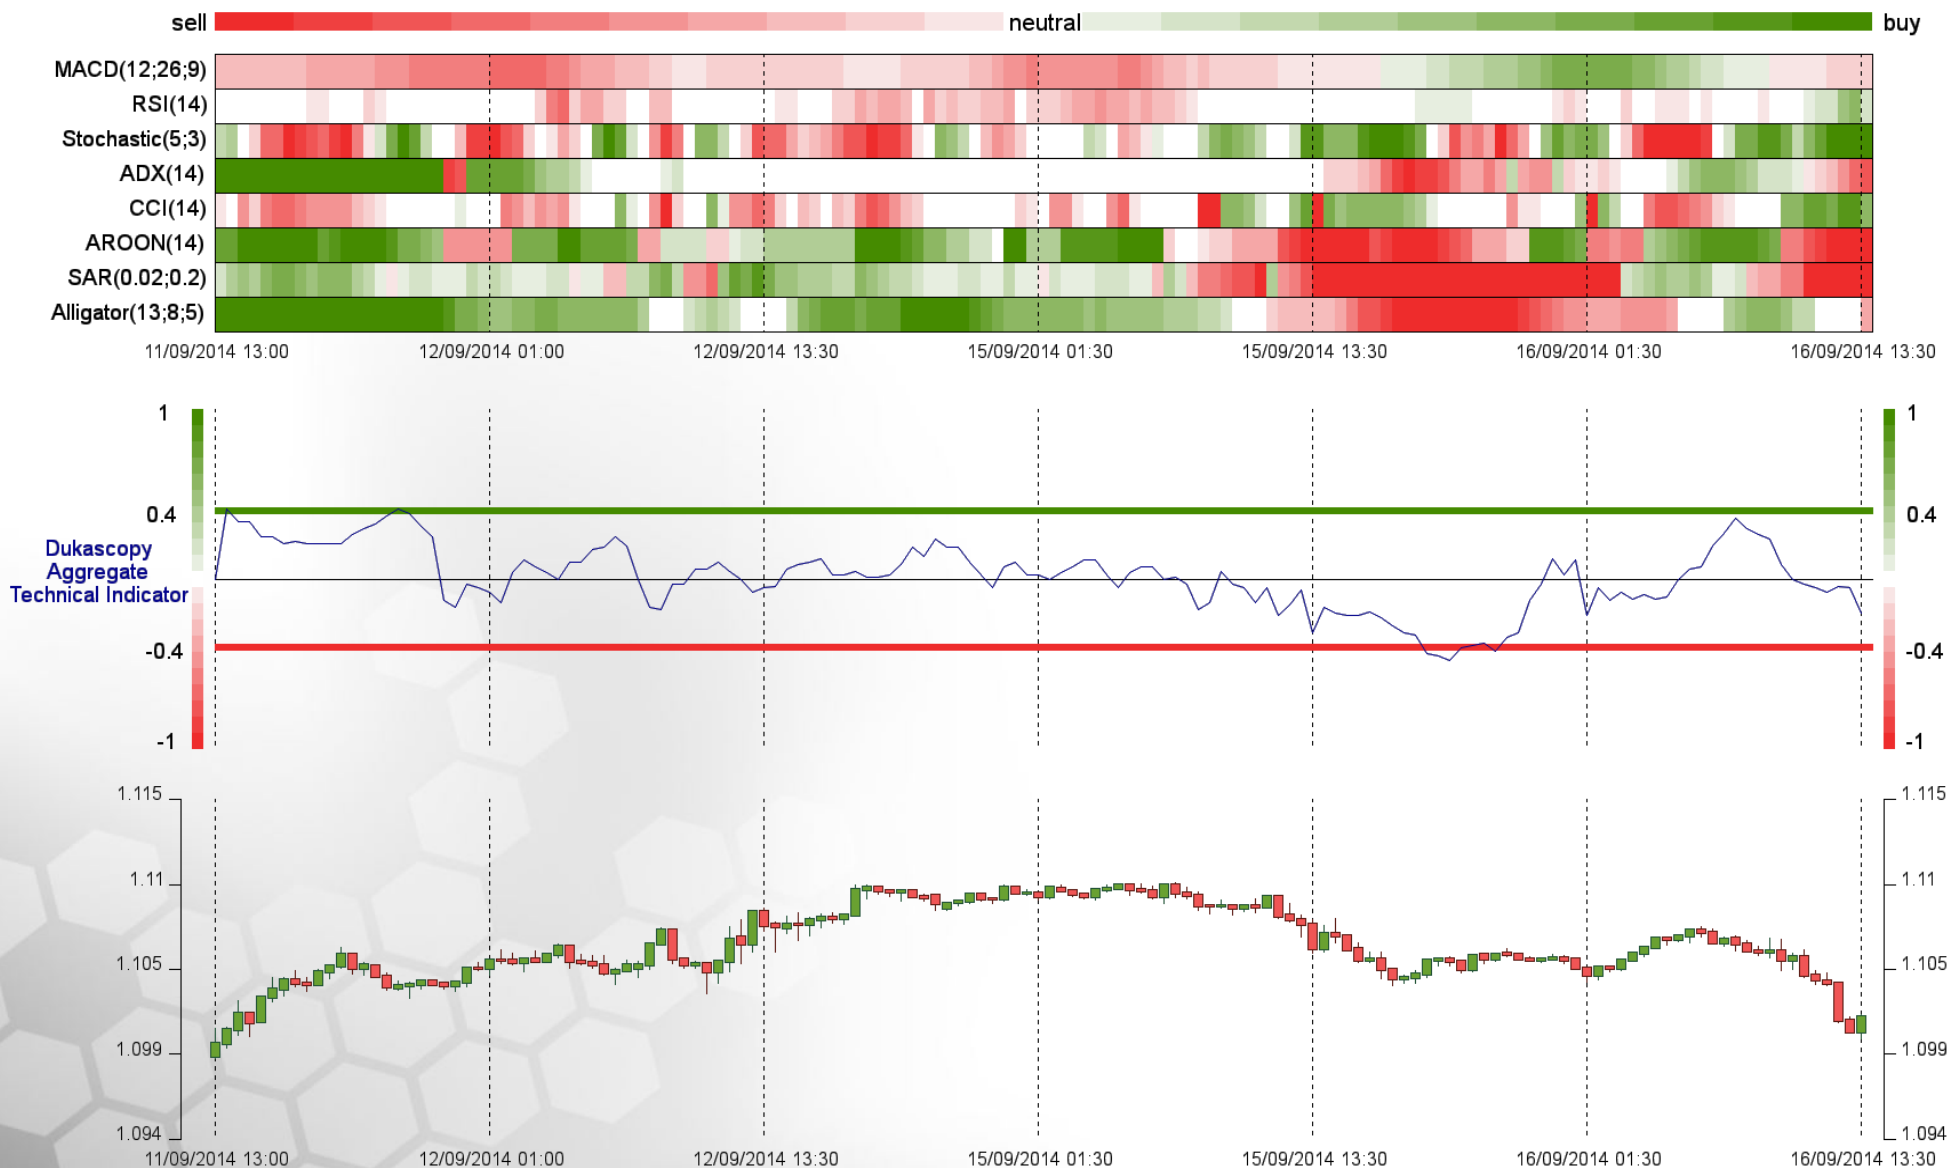 sell neutral buy
MACD(12;26;9)
RSI(14)
Stochastic(5;3)
ADX(14)
CCI(14)
AROON(14)
SAR(0.02;0.2)
Alligator(13;8;5)
11/09/2014 13:00 12/09/2014 01:00 12/09/2014 13:30 15/09/2014 01:30 15/09/2014 13:30 16/09/2014 01:30 16/09/2014 13:30
1 1
0.4 0.4
Dukascopy
Aggregate
Technical Indicator
-0.4 -0.4
-1 -1
1.115 1.115
1.11 1.11
1.105 1.105
1.099 1.099
1.094 1.094
11/09/2014 13:00 12/09/2014 01:00 12/09/2014 13:30 15/09/2014 01:30 15/09/2014 13:30 16/09/2014 01:30 16/09/2014 13:30